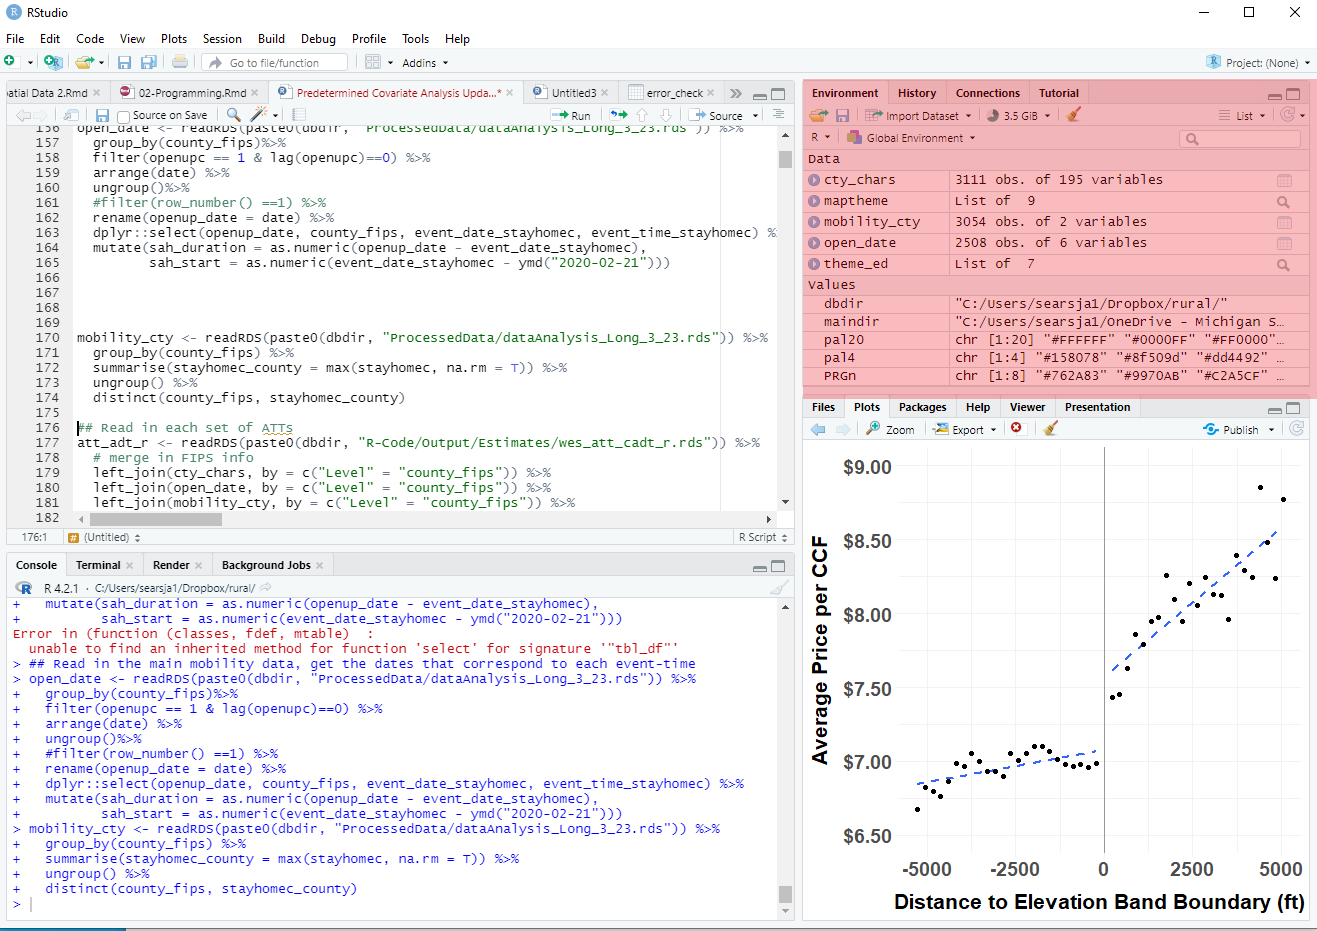 RStudio
File Edit Code View Plots Session Build Debug Profile Tools Help
Go to file/function Addins Project: (None)
patial Data 2.Rmd 02-Programming.Rmd Predetermined Covariate Analysis Upda...* Untitled3 error_check
Source on Save Run Source
156 open_date <- readRDS(paste0(dbdir, "ProcessedData/dataAnalysis_Long_3_23.rds")) %>%
157 group_by(county_fips)%>%
158 filter(openupc == 1 & lag(openupc)==0) %>%
159 arrange(date) %>%
160 ungroup()%>%
161 #filter(row_number() ==1) %>%
162 rename(openup_date = date) %>%
163 dplyr::select(openup_date, county_fips, event_date_stayhomec, event_time_stayhomec) %
164 mutate(sah_duration = as.numeric(openup_date - event_date_stayhomec),
165 sah_start = as.numeric(event_date_stayhomec - ymd("2020-02-21")))
166
167
168
169
170 mobility_cty <- readRDS(paste0(dbdir, "ProcessedData/dataAnalysis_Long_3_23.rds")) %>%
171 group_by(county_fips) %>%
172 summarise(stayhomec_county = max(stayhomec, na.rm = T)) %>%
173 ungroup() %>%
174 distinct(county_fips, stayhomec_county)
175
176 ## Read in each set of ATTs
177 att_adt_r <- readRDS(paste0(dbdir, "R-Code/Output/Estimates/wes_att_cadt_r.rds")) %>%
178 # merge in FIPS info
179 left_join(cty_chars, by = c("Level" = "county_fips")) %>%
180 left_join(open_date, by = c("Level" = "county_fips")) %>%
181 left_join(mobility_cty, by = c("Level" = "county_fips")) %>%
182
176:1 # (Untitled) R Script
Console Terminal Render Background Jobs
R R 4.2.1 · C:/Users/searsja1/Dropbox/rural/
+ mutate(sah_duration = as.numeric(openup_date - event_date_stayhomec),
+ sah_start = as.numeric(event_date_stayhomec - ymd("2020-02-21")))
Error in (function (classes, fdef, mtable) :
unable to find an inherited method for function 'select' for signature '"tbl_df"'
> ## Read in the main mobility data, get the dates that correspond to each event-time
> open_date <- readRDS(paste0(dbdir, "ProcessedData/dataAnalysis_Long_3_23.rds")) %>%
+ group_by(county_fips)%>%
+ filter(openupc == 1 & lag(openupc)==0) %>%
+ arrange(date) %>%
+ ungroup()%>%
+ #filter(row_number() ==1) %>%
+ rename(openup_date = date) %>%
+ dplyr::select(openup_date, county_fips, event_date_stayhomec, event_time_stayhomec) %>%
+ mutate(sah_duration = as.numeric(openup_date - event_date_stayhomec),
+ sah_start = as.numeric(event_date_stayhomec - ymd("2020-02-21")))
> mobility_cty <- readRDS(paste0(dbdir, "ProcessedData/dataAnalysis_Long_3_23.rds")) %>%
+ group_by(county_fips) %>%
+ summarise(stayhomec_county = max(stayhomec, na.rm = T)) %>%
+ ungroup() %>%
+ distinct(county_fips, stayhomec_county)
>
Environment History Connections Tutorial
Import Dataset 3.5 GiB List
R Global Environment
Data
cty_chars 3111 obs. of 195 variables
maptheme List of 9
mobility_cty 3054 obs. of 2 variables
open_date 2508 obs. of 6 variables
theme_ed List of 7
Values
dbdir "C:/Users/searsja1/Dropbox/rural/"
maindir "C:/Users/searsja1/OneDrive - Michigan S…
pal20 chr [1:20] "#FFFFFF" "#0000FF" "#FF0000"…
pal4 chr [1:4] "#158078" "#8f509d" "#dd4492" …
PRGn chr [1:8] "#762A83" "#9970AB" "#C2A5CF" …
Files Plots Packages Help Viewer Presentation
Zoom Export Publish
$9.00
$8.50
$8.00
$7.50
$7.00
$6.50
Average Price per CCF
-5000 -2500 0 2500 5000
Distance to Elevation Band Boundary (ft)